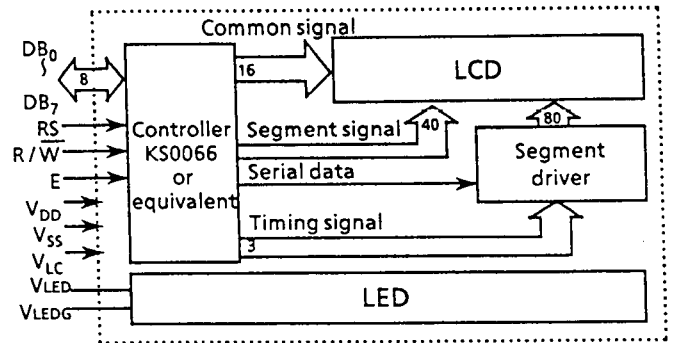 Common signal
DB0
8
16
LCD
DB7
RS
R/W
E
Controller
KS0066
or
equivalent
Segment signal
40
80
Serial data
Segment
driver
VDD
VSS
VLC
Timing signal
3
VLED
VLEDG
LED